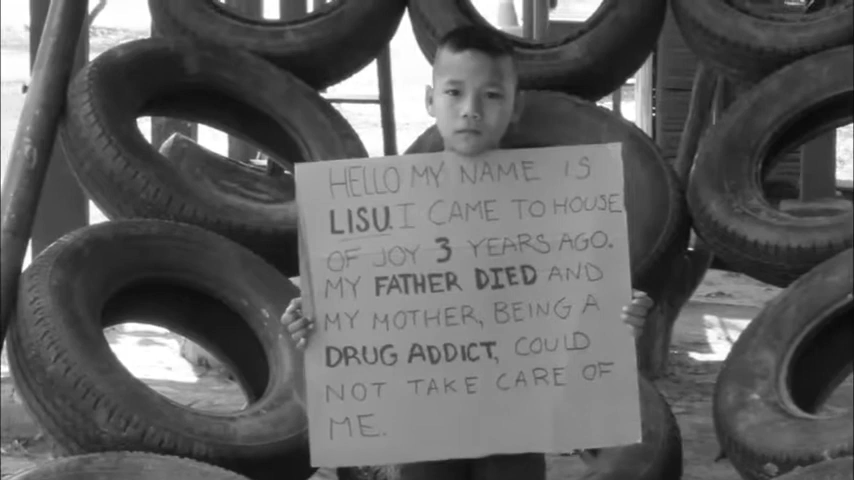 HELLO MY NAME IS
LISU. I CAME TO HOUSE
OF JOY 3 YEARS AGO.
MY FATHER DIED AND
MY MOTHER, BEING A
DRUG ADDICT, COULD
NOT TAKE CARE OF
ME.